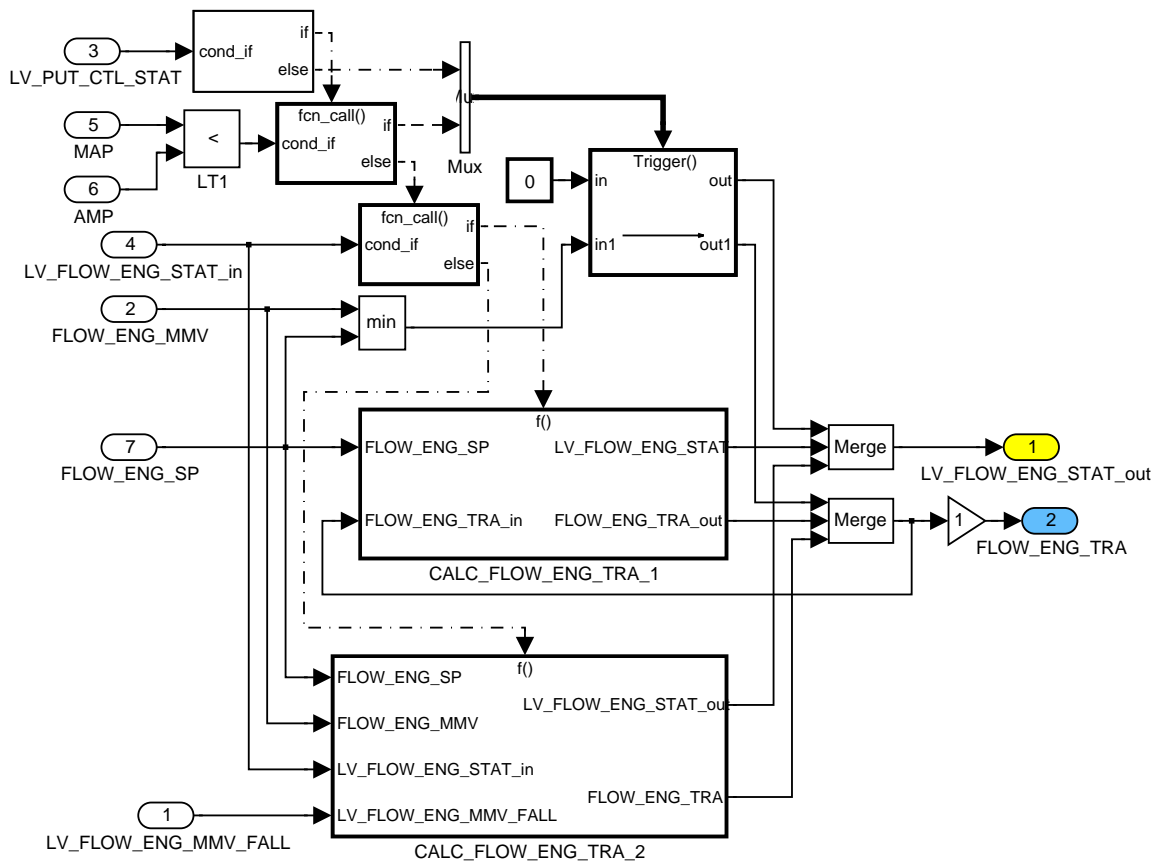 3
LV_PUT_CTL_STAT
cond_if
if
else
5
MAP
6
AMP
<
LT1
fcn_call()
cond_if
if
else
Mux
fcn_call()
cond_if
if
else
0
Trigger()
in
in1
out
out1
4
LV_FLOW_ENG_STAT_in
2
FLOW_ENG_MMV
min
7
FLOW_ENG_SP
f()
FLOW_ENG_SP
LV_FLOW_ENG_STAT
FLOW_ENG_TRA_in
FLOW_ENG_TRA_out
CALC_FLOW_ENG_TRA_1
Merge
1
LV_FLOW_ENG_STAT_out
Merge
1
2
FLOW_ENG_TRA
f()
FLOW_ENG_SP
FLOW_ENG_MMV
LV_FLOW_ENG_STAT_in
LV_FLOW_ENG_MMV_FALL
LV_FLOW_ENG_STAT_out
FLOW_ENG_TRA
CALC_FLOW_ENG_TRA_2
1
LV_FLOW_ENG_MMV_FALL